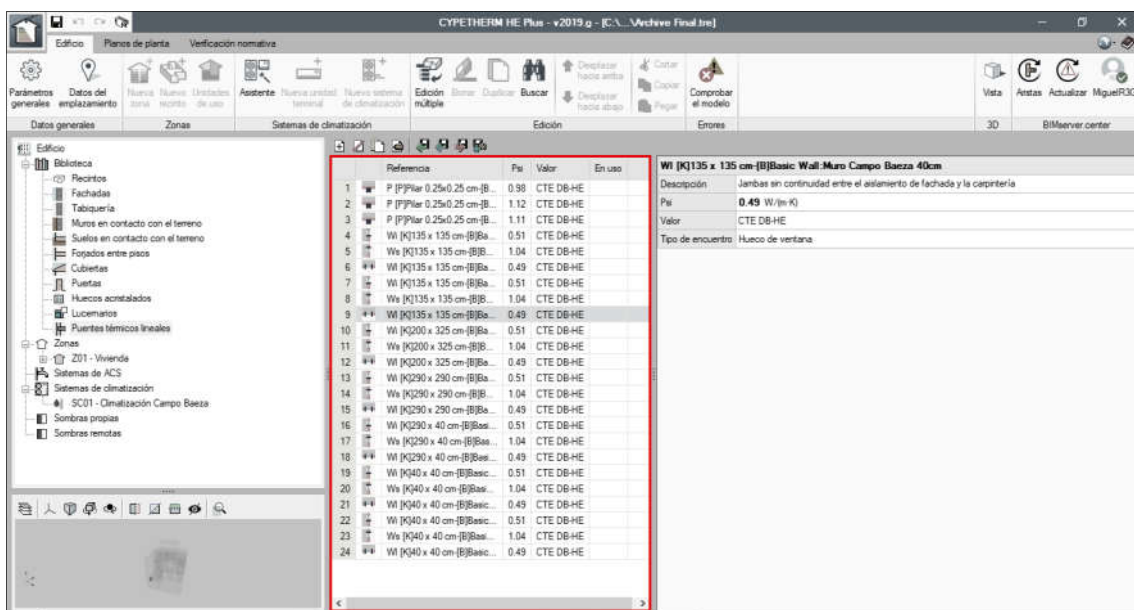 CYPETHERM HE Plus - v2019.g - [C:\...\Archive Final.tre]
Edificio Planos de planta Verificación normativa
Parámetros generales
Datos del emplazamiento
Nueva zona
Nuevo recinto
Unidades de uso
Asistente
Nueva unidad terminal
Nuevo sistema de climatización
Edición múltiple
Borrar
Duplicar
Buscar
Desplazar hacia arriba
Desplazar hacia abajo
Cortar
Copiar
Pegar
Comprobar el modelo
Vista
Aristas
Actualizar
MiguelR30
Datos generales Zonas Sistemas de climatización Edición Errores 3D BIMserver.center
Edificio
Biblioteca
Recintos
Fachadas
Tabiquería
Muros en contacto con el terreno
Suelos en contacto con el terreno
Forjados entre pisos
Cubiertas
Puertas
Huecos acristalados
Lucernarios
Puentes térmicos lineales
Zonas
Z01 - Vivienda
Sistemas de ACS
Sistemas de climatización
SC01 - Climatización Campo Baeza
Sombras propias
Sombras remotas
Referencia Psi Valor En uso
1 P [P]Pilar 0.25x0.25 cm-[B... 0.98 CTE DB-HE
2 P [P]Pilar 0.25x0.25 cm-[B... 1.12 CTE DB-HE
3 P [P]Pilar 0.25x0.25 cm-[B... 1.11 CTE DB-HE
4 Wi [K]135 x 135 cm-[B]Ba... 0.51 CTE DB-HE
5 Ws [K]135 x 135 cm-[B]B... 1.04 CTE DB-HE
6 Wl [K]135 x 135 cm-[B]Ba... 0.49 CTE DB-HE
7 Wi [K]135 x 135 cm-[B]Ba... 0.51 CTE DB-HE
8 Ws [K]135 x 135 cm-[B]B... 1.04 CTE DB-HE
9 Wl [K]135 x 135 cm-[B]Ba... 0.49 CTE DB-HE
10 Wi [K]200 x 325 cm-[B]Ba... 0.51 CTE DB-HE
11 Ws [K]200 x 325 cm-[B]B... 1.04 CTE DB-HE
12 Wl [K]200 x 325 cm-[B]Ba... 0.49 CTE DB-HE
13 Wi [K]290 x 290 cm-[B]Ba... 0.51 CTE DB-HE
14 Ws [K]290 x 290 cm-[B]B... 1.04 CTE DB-HE
15 Wl [K]290 x 290 cm-[B]Ba... 0.49 CTE DB-HE
16 Wi [K]290 x 40 cm-[B]Basi... 0.51 CTE DB-HE
17 Ws [K]290 x 40 cm-[B]Bas... 1.04 CTE DB-HE
18 Wl [K]290 x 40 cm-[B]Basi... 0.49 CTE DB-HE
19 Wi [K]40 x 40 cm-[B]Basic... 0.51 CTE DB-HE
20 Ws [K]40 x 40 cm-[B]Basi... 1.04 CTE DB-HE
21 Wl [K]40 x 40 cm-[B]Basic... 0.49 CTE DB-HE
22 Wi [K]40 x 40 cm-[B]Basic... 0.51 CTE DB-HE
23 Ws [K]40 x 40 cm-[B]Basi... 1.04 CTE DB-HE
24 Wl [K]40 x 40 cm-[B]Basic... 0.49 CTE DB-HE
Wl [K]135 x 135 cm-[B]Basic Wall:Muro Campo Baeza 40cm
Descripción Jambas sin continuidad entre el aislamiento de fachada y la carpintería
Psi 0.49 W/(m·K)
Valor CTE DB-HE
Tipo de encuentro Hueco de ventana